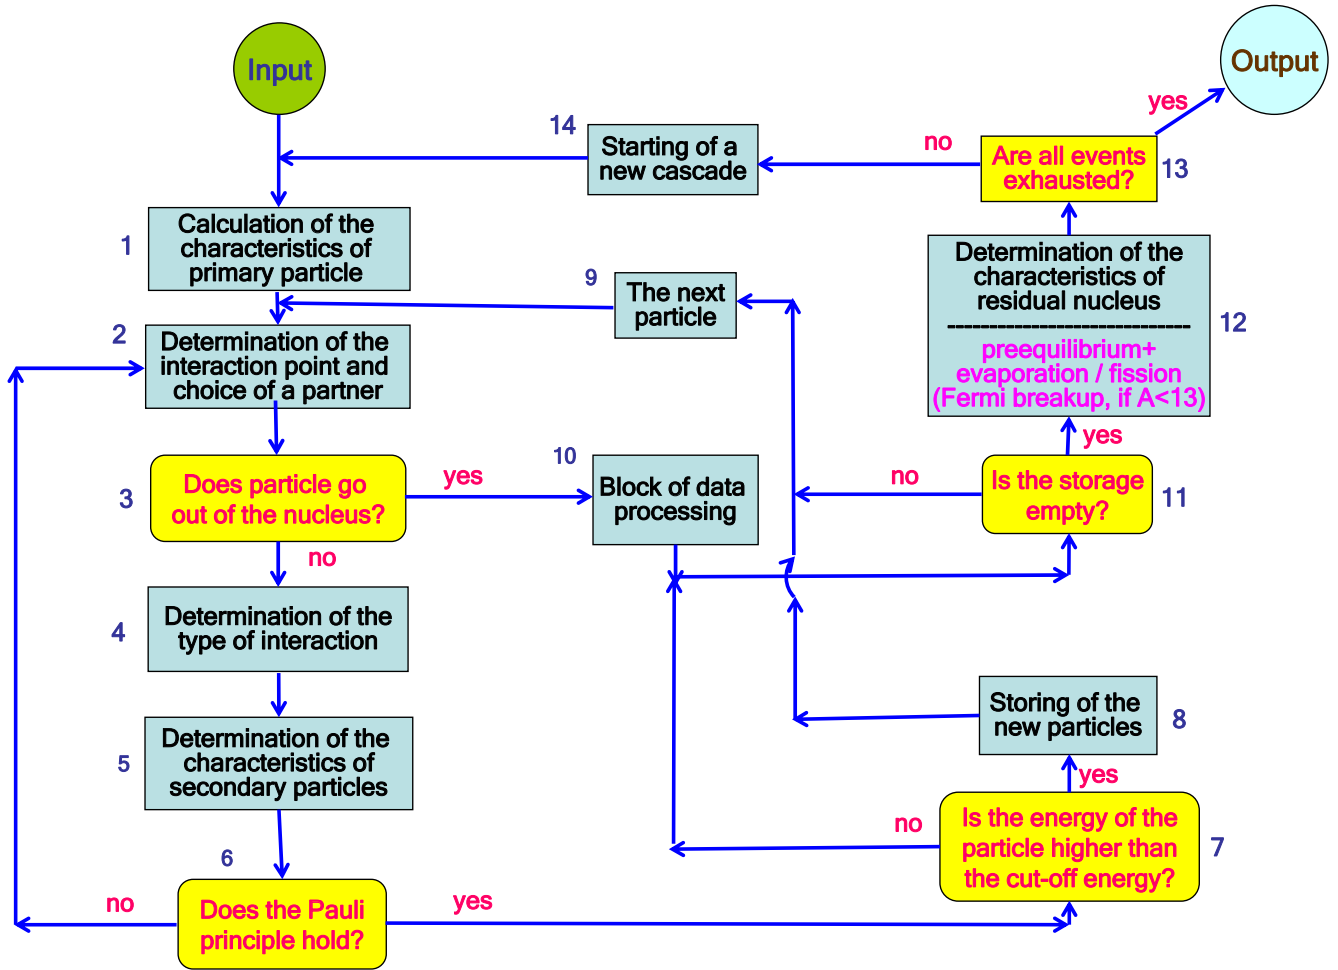 Input
Output
yes
14
Starting of a
new cascade
no
Are all events
exhausted?
13
1
Calculation of the
characteristics of
primary particle
9
The next
particle
Determination of the
characteristics of
residual nucleus
-----------------------------
preequilibrium+
evaporation / fission
(Fermi breakup, if A<13)
12
2
Determination of the
interaction point and
choice of a partner
yes
3
Does particle go
out of the nucleus?
yes
10
Block of data
processing
no
Is the storage
empty?
11
no
4
Determination of the
type of interaction
5
Determination of the
characteristics of
secondary particles
Storing of the
new particles
8
yes
no
Is the energy of the
particle higher than
the cut-off energy?
7
6
no
Does the Pauli
principle hold?
yes